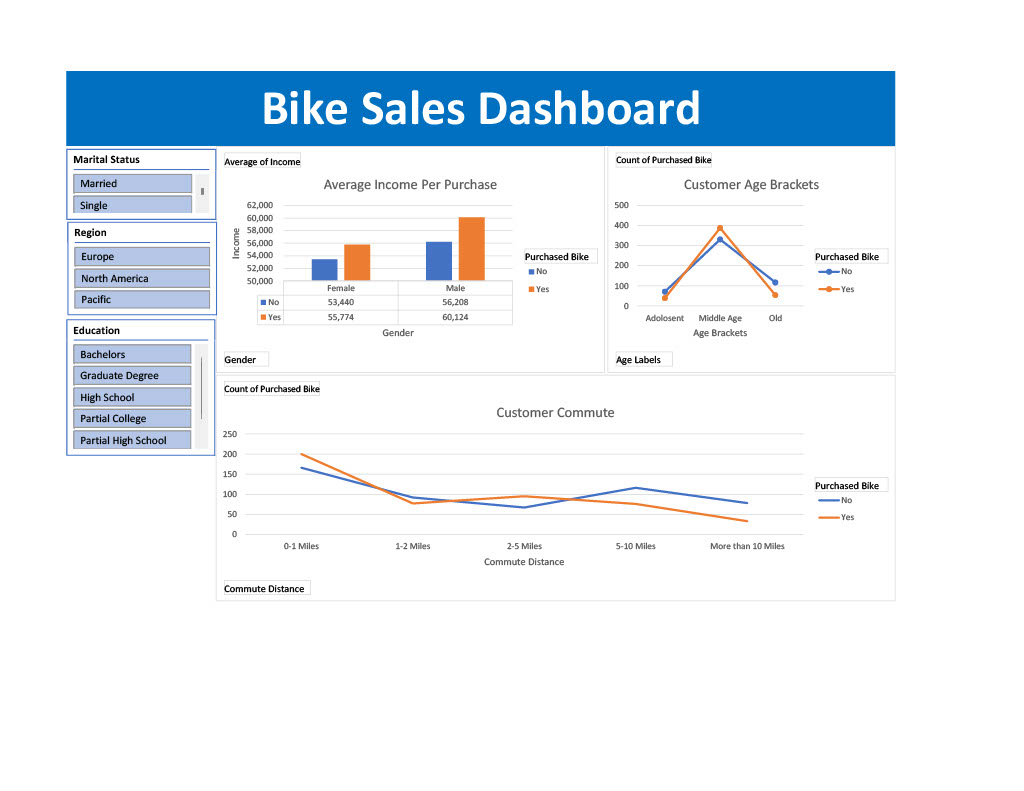 Bike Sales Dashboard
Marital Status
Married
Single
Region
Europe
North America
Pacific
Education
Bachelors
Graduate Degree
High School
Partial College
Partial High School
Average of Income
Average Income Per Purchase
62,000
60,000
58,000
56,000
54,000
52,000
50,000
Income
Female Male
No 53,440 56,208
Yes 55,774 60,124
Gender
Purchased Bike
No
Yes
Gender
Count of Purchased Bike
Customer Age Brackets
500
400
300
200
100
0
Adolosent Middle Age Old
Age Brackets
Purchased Bike
No
Yes
Age Labels
Count of Purchased Bike
Customer Commute
250
200
150
100
50
0
0-1 Miles 1-2 Miles 2-5 Miles 5-10 Miles More than 10 Miles
Commute Distance
Purchased Bike
No
Yes
Commute Distance